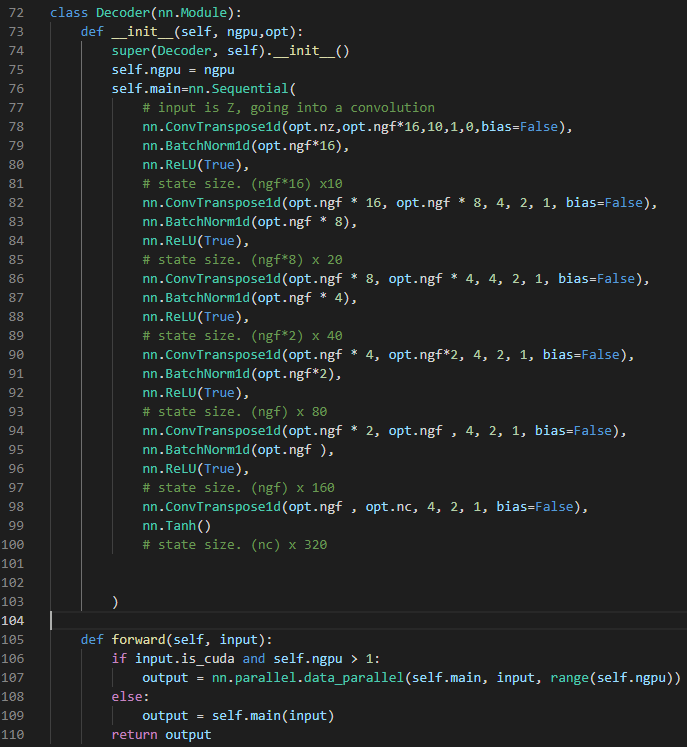 72 class Decoder(nn.Module):
73     def __init__(self, ngpu,opt):
74         super(Decoder, self).__init__()
75         self.ngpu = ngpu
76         self.main=nn.Sequential(
77             # input is Z, going into a convolution
78             nn.ConvTranspose1d(opt.nz,opt.ngf*16,10,1,0,bias=False),
79             nn.BatchNorm1d(opt.ngf*16),
80             nn.ReLU(True),
81             # state size. (ngf*16) x10
82             nn.ConvTranspose1d(opt.ngf * 16, opt.ngf * 8, 4, 2, 1, bias=False),
83             nn.BatchNorm1d(opt.ngf * 8),
84             nn.ReLU(True),
85             # state size. (ngf*8) x 20
86             nn.ConvTranspose1d(opt.ngf * 8, opt.ngf * 4, 4, 2, 1, bias=False),
87             nn.BatchNorm1d(opt.ngf * 4),
88             nn.ReLU(True),
89             # state size. (ngf*2) x 40
90             nn.ConvTranspose1d(opt.ngf * 4, opt.ngf*2, 4, 2, 1, bias=False),
91             nn.BatchNorm1d(opt.ngf*2),
92             nn.ReLU(True),
93             # state size. (ngf) x 80
94             nn.ConvTranspose1d(opt.ngf * 2, opt.ngf , 4, 2, 1, bias=False),
95             nn.BatchNorm1d(opt.ngf ),
96             nn.ReLU(True),
97             # state size. (ngf) x 160
98             nn.ConvTranspose1d(opt.ngf , opt.nc, 4, 2, 1, bias=False),
99             nn.Tanh()
100             # state size. (nc) x 320
101
102
103         )
104
105     def forward(self, input):
106         if input.is_cuda and self.ngpu > 1:
107             output = nn.parallel.data_parallel(self.main, input, range(self.ngpu))
108         else:
109             output = self.main(input)
110         return output